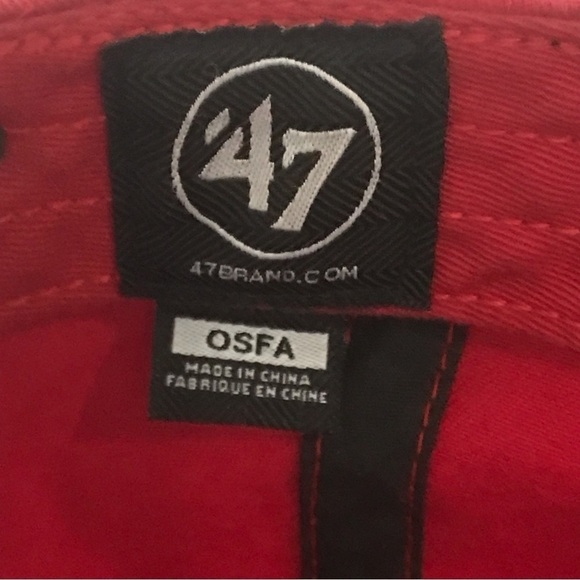 '47
47BRAND.COM
OSFA
MADE IN CHINA
FABRIQUE EN CHINE